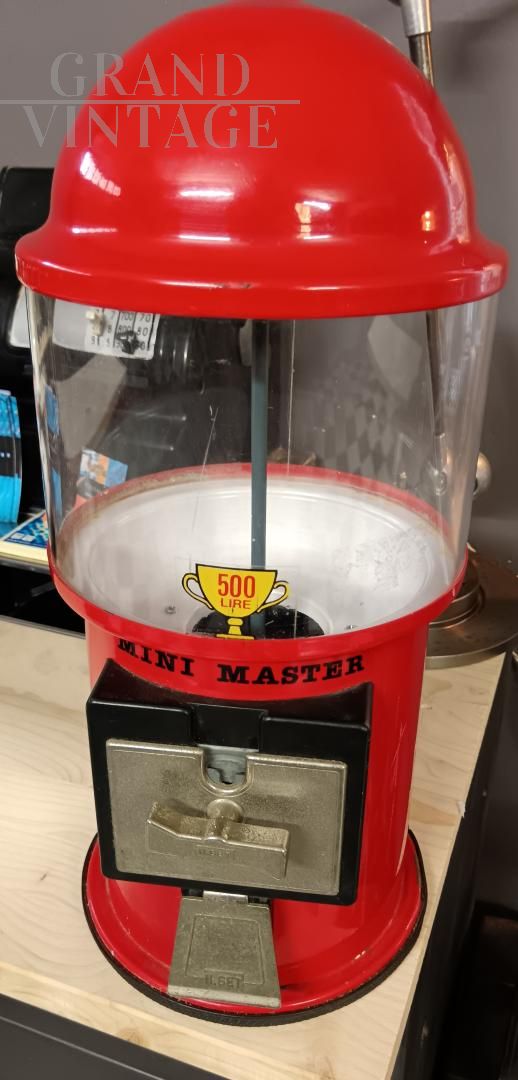 GRAND
VINTAGE
500
LIRE
MINI MASTER